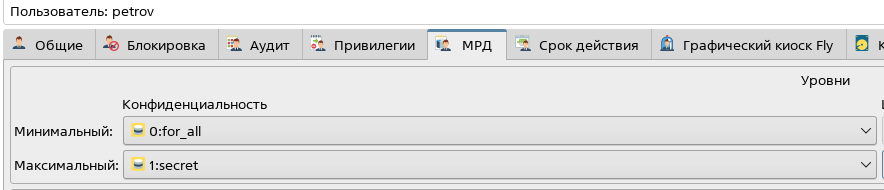 Пользователь: petrov
Общие Блокировка Аудит Привилегии МРД Срок действия Графический киоск Fly
Уровни
Конфиденциальность
Минимальный: 0:for_all
Максимальный: 1:secret